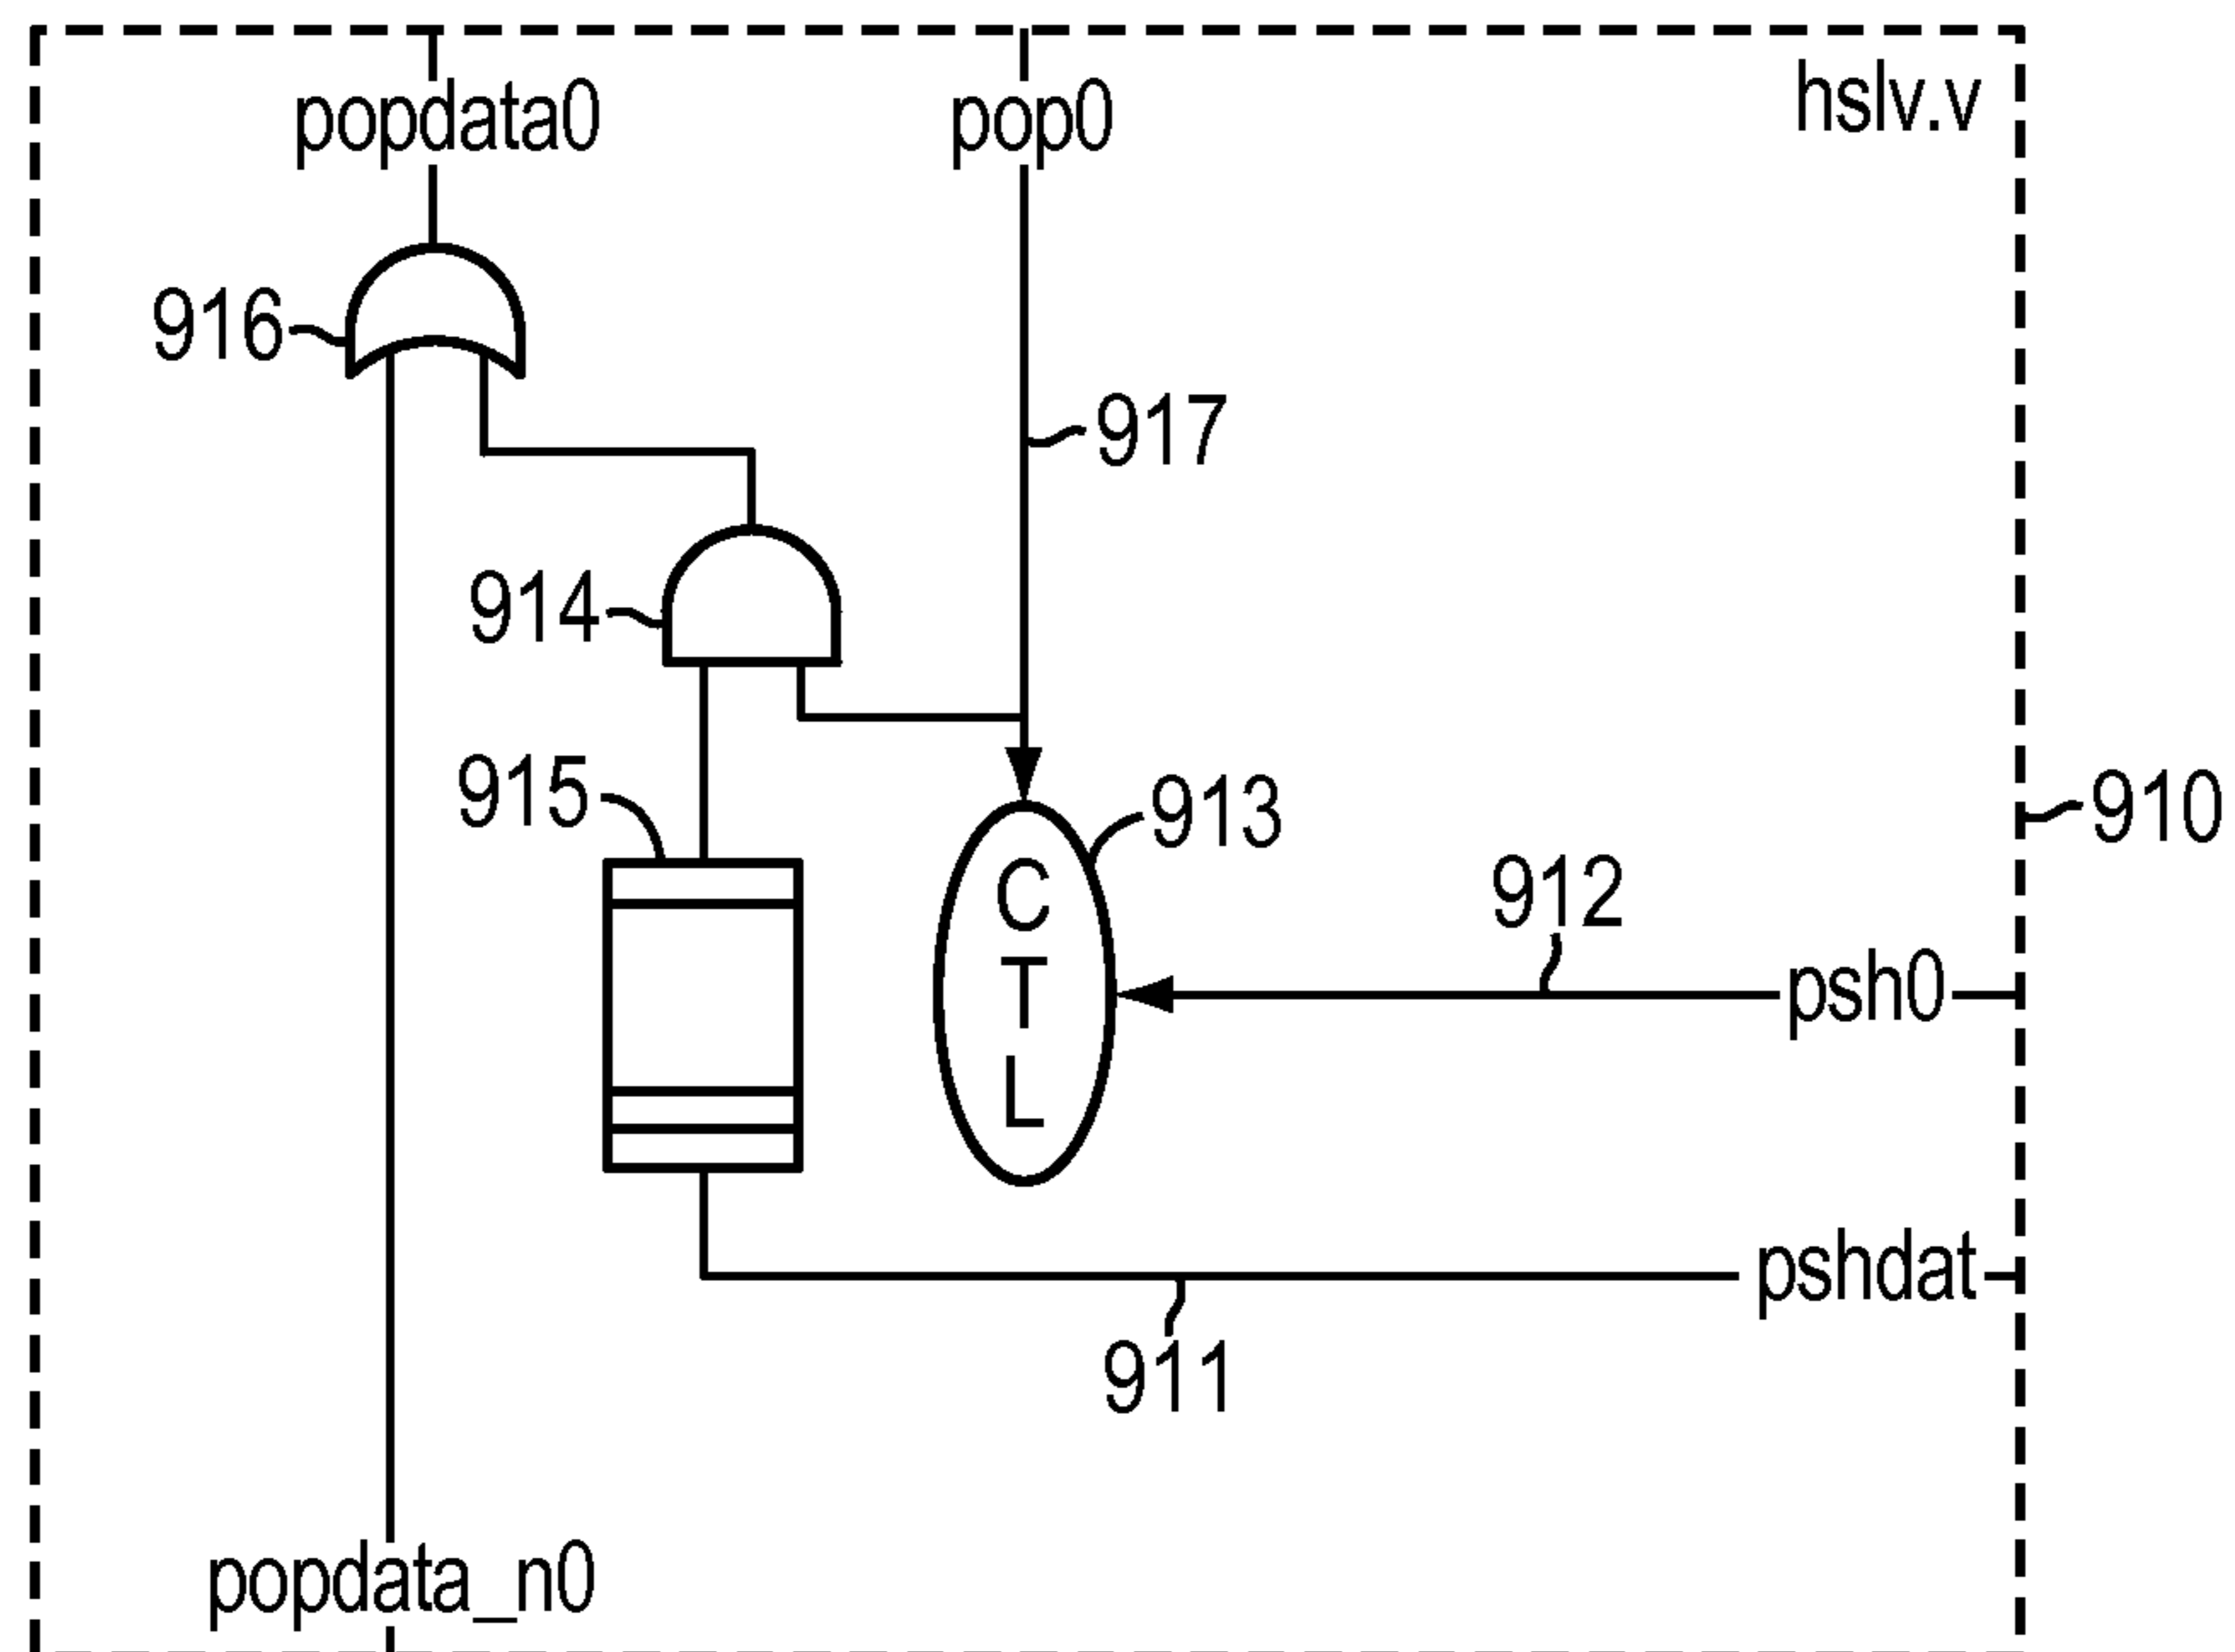 popdata0
pop0
hslv.v
916
917
914
915
913
910
912
C
T
L
psh0
pshdat
911
popdata_n0